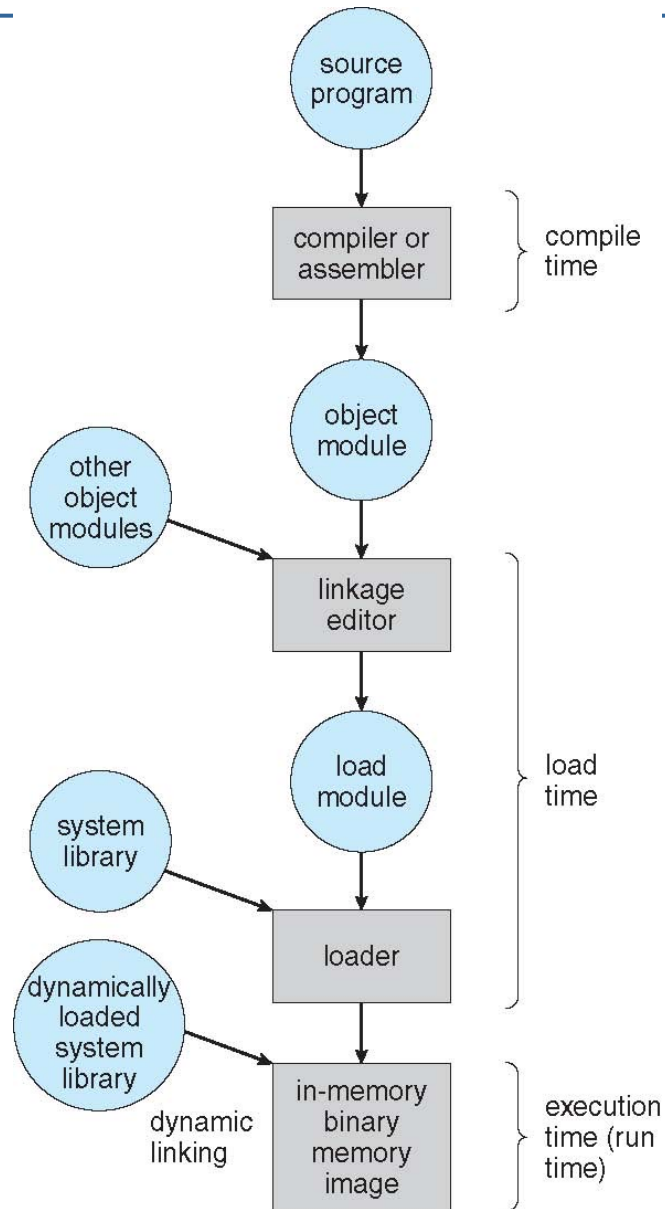 source
program
compiler or
assembler
compile
time
object
module
other
object
modules
linkage
editor
load
module
load
time
system
library
loader
dynamically
loaded
system
library
dynamic
linking
in-memory
binary
memory
image
execution
time (run
time)